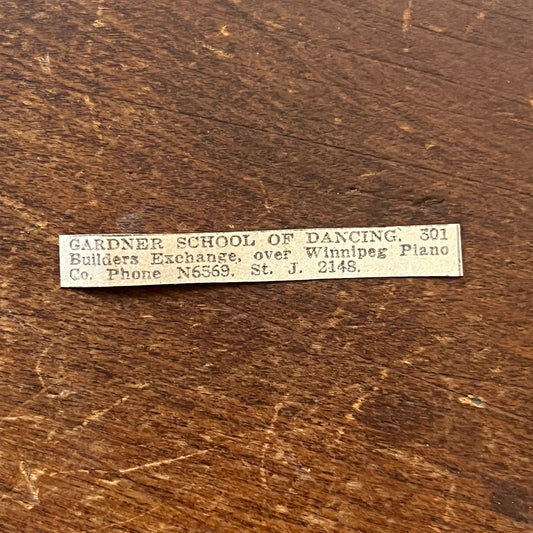 GARDNER SCHOOL OF DANCING, 301
Builders Exchange, over Winnipeg Piano
Co. Phone N6569. St. J. 2148.